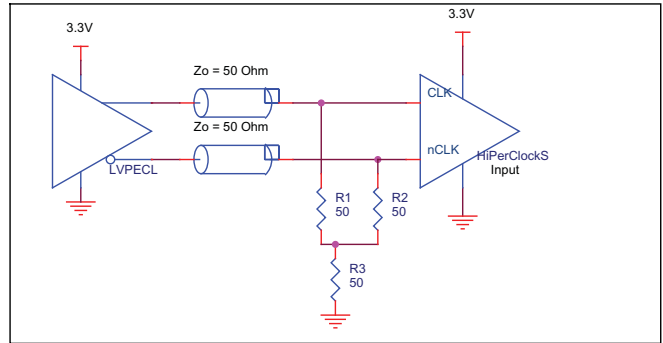 3.3V
3.3V
Zo = 50 Ohm
CLK
Zo = 50 Ohm
nCLK
LVPECL
HiPerClockS
Input
R1
50
R2
50
R3
50